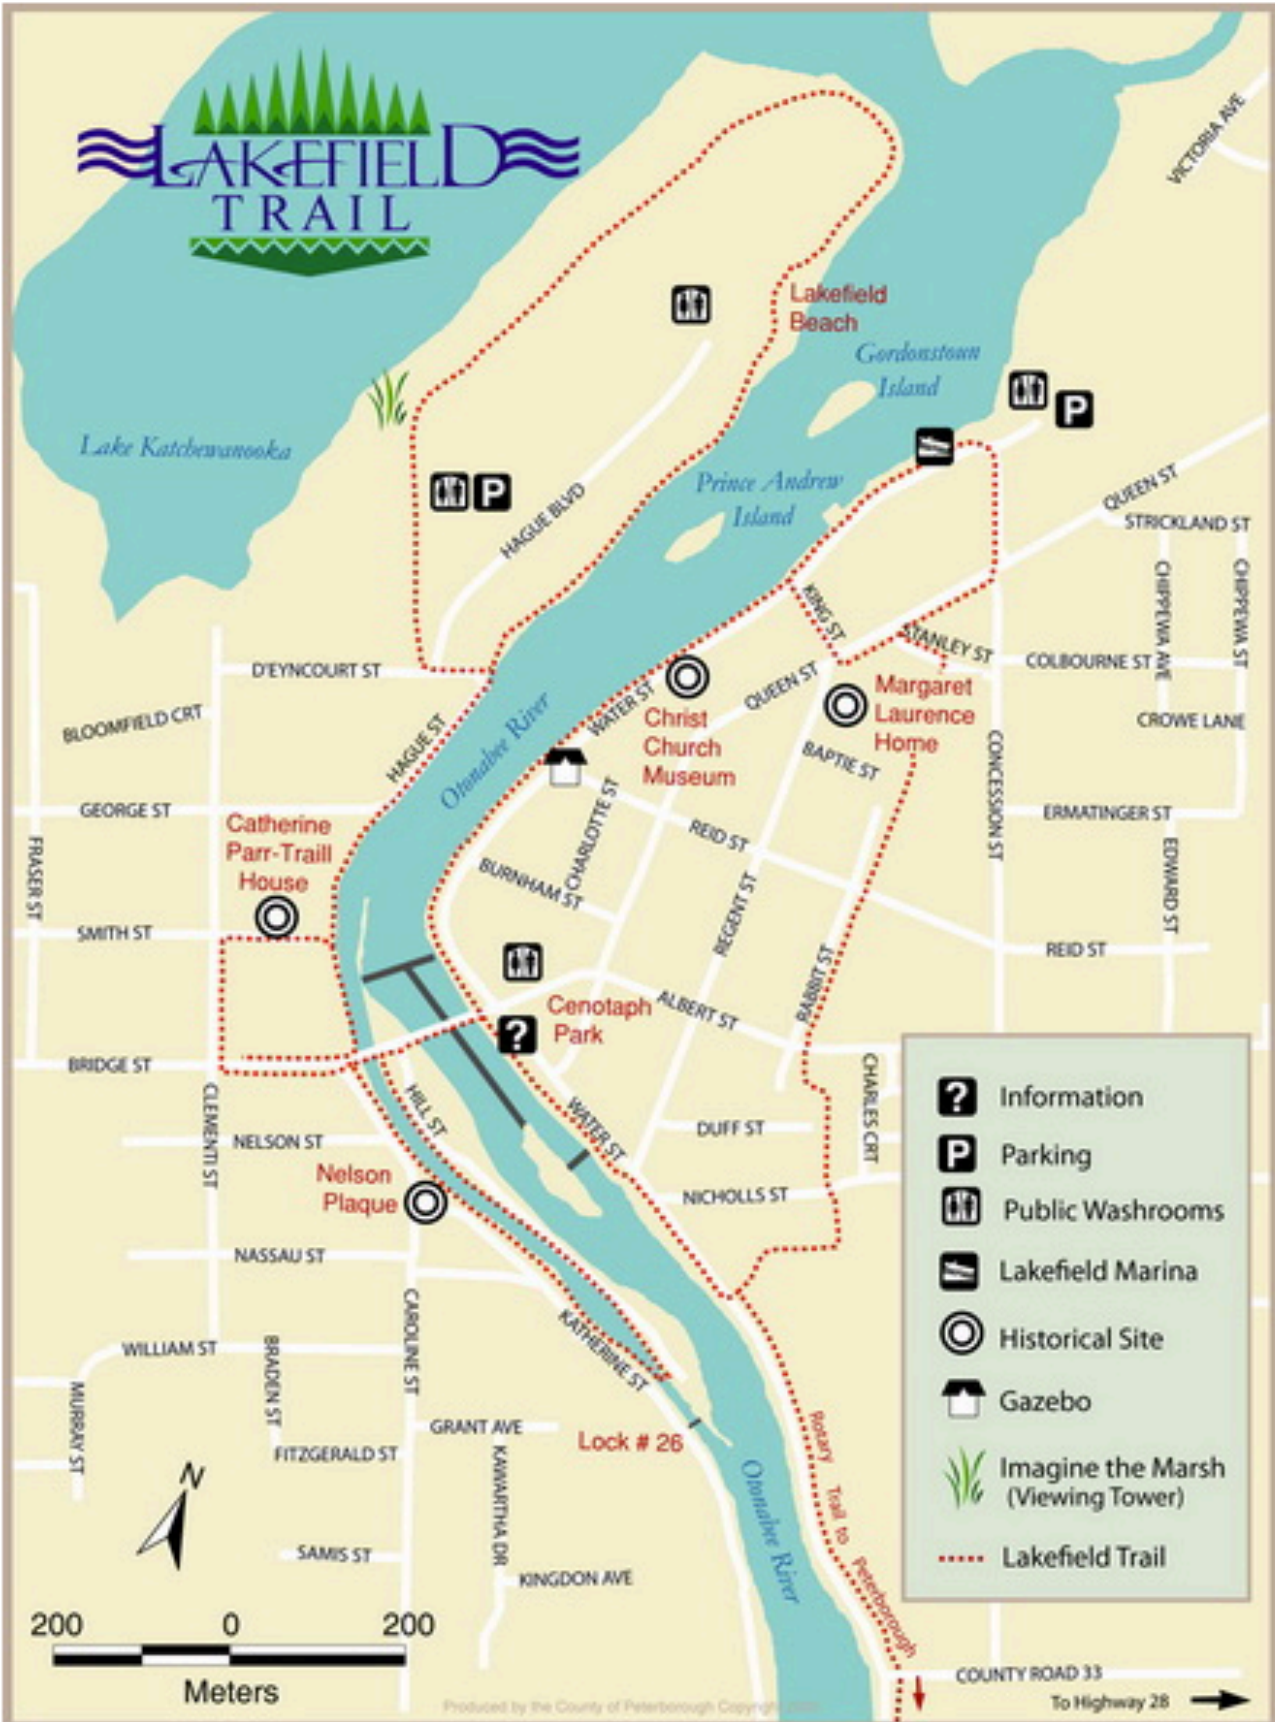 LAKEFIELD
TRAIL
VICTORIA AVE
Lakefield
Beach
Gordonstoun
Island
P
Lake Katchewanooka
Prince Andrew
Island
P
HAGUE BLVD
QUEEN ST
STRICKLAND ST
CHIPPEWA AVE
CHIPPEWA ST
KING ST
STANLEY ST
COLBOURNE ST
D'EYNCOURT ST
BLOOMFIELD CRT
HAGUE ST
Otonabee River
WATER ST
Christ
Church
Museum
QUEEN ST
Margaret
Laurence
Home
CROWE LANE
BAPTIE ST
CONCESSION ST
GEORGE ST
ERMATINGER ST
Catherine
Parr-Traill
House
CHARLOTTE ST
REID ST
BURNHAM ST
FRASER ST
EDWARD ST
SMITH ST
REGENT ST
REID ST
RABBIT ST
Cenotaph
Park
?
ALBERT ST
BRIDGE ST
CLEMENTI ST
HILL ST
WATER ST
CHARLES CRT
NELSON ST
DUFF ST
Nelson
Plaque
NICHOLLS ST
NASSAU ST
CAROLINE ST
KATHERINE ST
WILLIAM ST
BRADEN ST
MURRAY ST
GRANT AVE
Lock # 26
FITZGERALD ST
KAWARTHA DR
Otonabee River
Rotary Trail to Peterborough
N
SAMIS ST
KINGDON AVE
? Information
P Parking
Public Washrooms
Lakefield Marina
Historical Site
Gazebo
Imagine the Marsh
(Viewing Tower)
Lakefield Trail
200 0 200
Meters
COUNTY ROAD 33
To Highway 28
Produced by the County of Peterborough Copyright